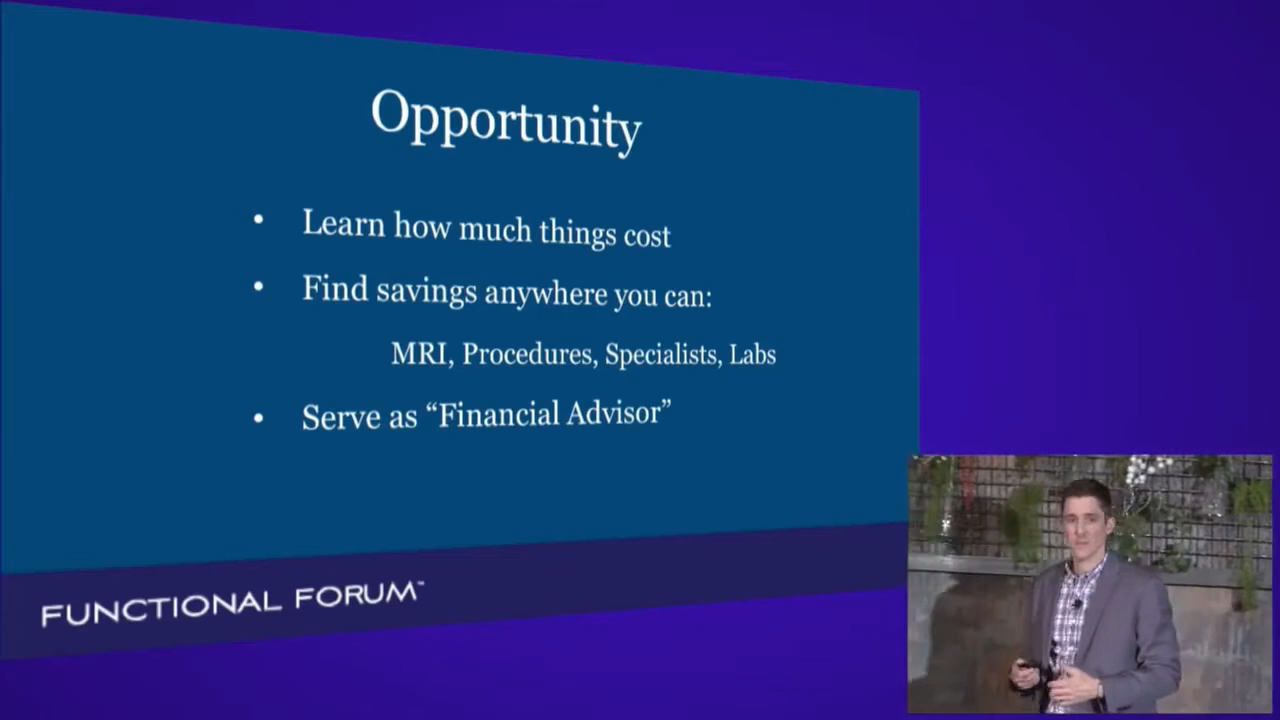 Opportunity
• Learn how much things cost
• Find savings anywhere you can:
MRI, Procedures, Specialists, Labs
• Serve as “Financial Advisor”
FUNCTIONAL FORUM™